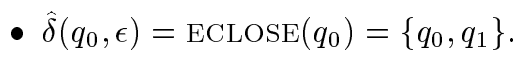 • δ̂(q₀, ϵ) = ECLOSE(q₀) = {q₀, q₁}.